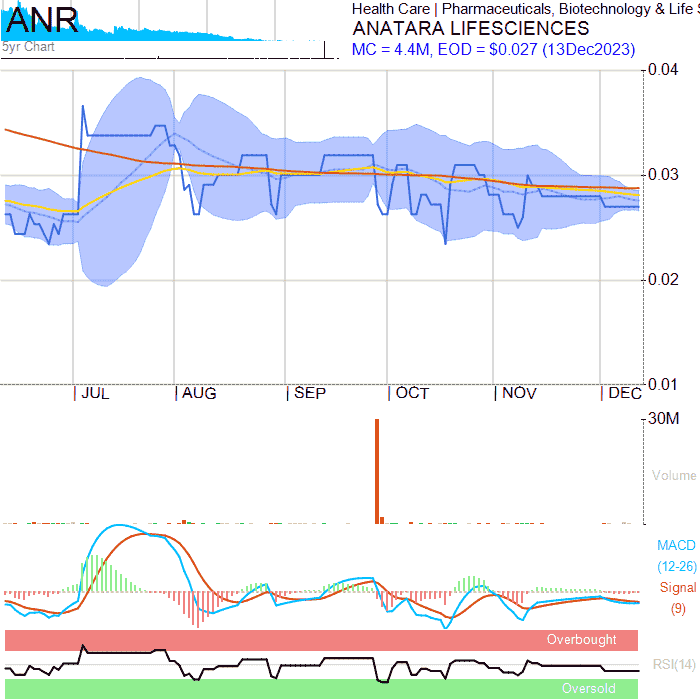 ANR
Health Care | Pharmaceuticals, Biotechnology & Life S
ANATARA LIFESCIENCES
5yr Chart
MC = 4.4M, EOD = $0.027 (13Dec2023)
0.04
0.03
0.02
0.01
JUL
AUG
SEP
OCT
NOV
DEC
30M
Volume
MACD
(12-26)
Signal
(9)
Overbought
RSI(14)
Oversold